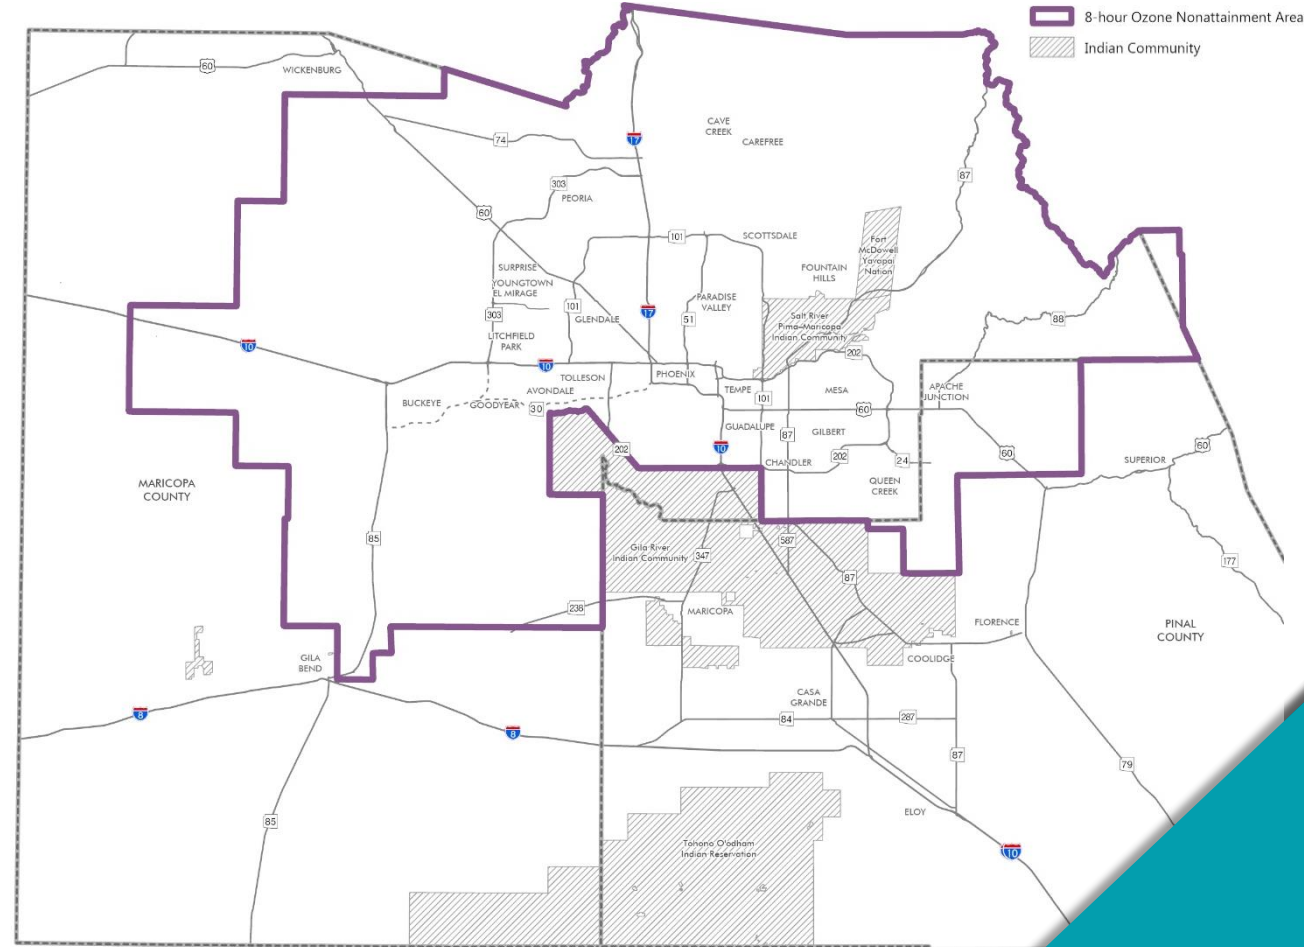 8-hour Ozone Nonattainment Area
Indian Community
60
WICKENBURG
17
74
CAVE
CREEK
CAREFREE
87
303
PEORIA
60
101
SCOTTSDALE
Fort
McDowell
Yavapai
Nation
FOUNTAIN
HILLS
SURPRISE
YOUNGTOWN
EL MIRAGE
101
303
GLENDALE
17
51
PARADISE
VALLEY
Salt River
Pima-Maricopa
Indian Community
88
LITCHFIELD
PARK
10
10
202
PHOENIX
TOLLESON
AVONDALE
GOODYEAR
30
BUCKEYE
TEMPE
101
MESA
60
APACHE
JUNCTION
GUADALUPE
87
GILBERT
10
202
CHANDLER
202
24
60
SUPERIOR
60
QUEEN
CREEK
MARICOPA
COUNTY
85
Gila River
Indian Community
347
587
87
177
238
MARICOPA
FLORENCE
PINAL
COUNTY
GILA
BEND
COOLIDGE
CASA
GRANDE
8
8
84
287
87
79
85
ELOY
10
Tohono O'odham
Indian Reservation